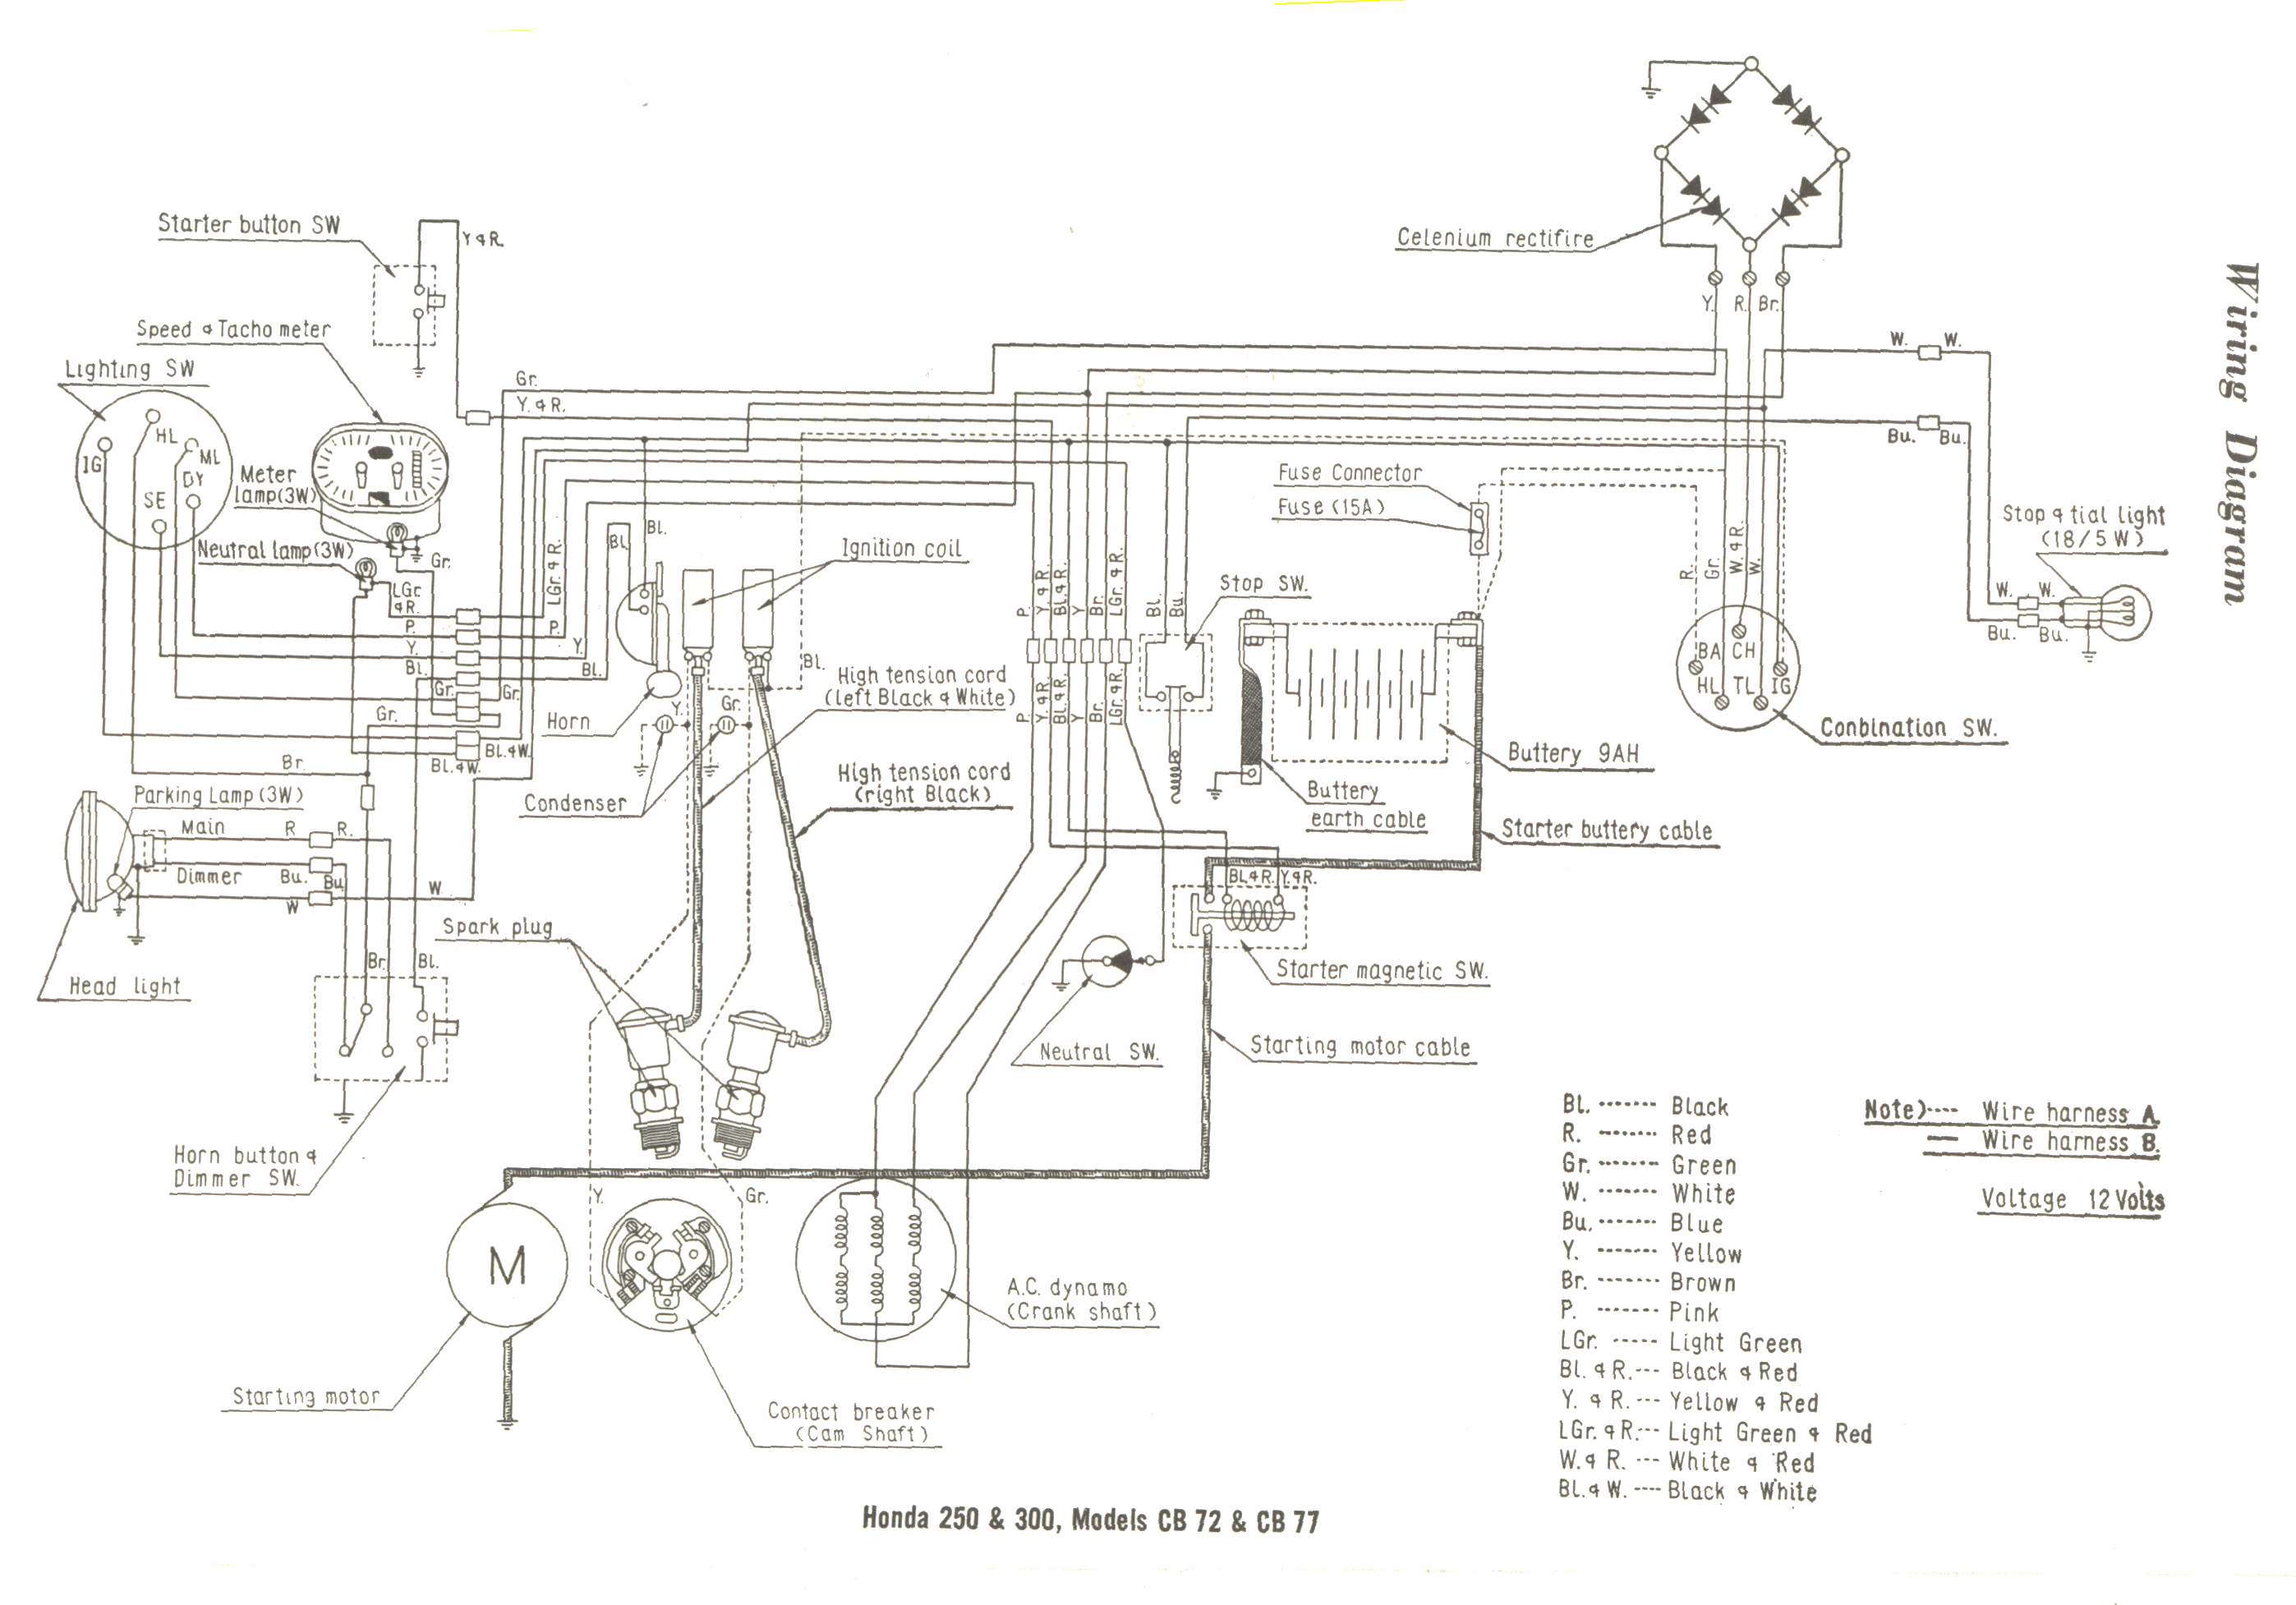 Wiring Diagram
Starter button SW
Y & R.
Speed & Tacho meter
Lighting SW
HL
ML
IG
DY
SE
Meter
lamp(3W)
Neutral lamp(3W)
Gr.
LGr.
& R.
P.
Y.
Bl.
Gr.
Gr.
Gr.
Y. & R.
LGr. & R.
P.
Y.
Bl.
Gr.
Bl. & W.
Bl. & W.
Br.
Parking Lamp(3W)
Main
R
R.
Dimmer
Bu.
Bu
W
W
Head light
Br.
Bl.
Horn button &
Dimmer SW.
Bl.
Bl.
Horn
Ignition coil
Bl.
High tension cord
(left Black & White)
Y.
Gr.
High tension cord
(right Black)
Condenser
Spark plug
Y.
Gr.
M
Starting motor
Contact breaker
(Cam Shaft)
A.C. dynamo
(Crank shaft)
P.
Y & R.
Bl. & R.
Y
Br.
LGr. & R.
P.
Y & R.
Bl. & R.
Y
Br.
LGr. & R.
Bl.
Bu.
Stop SW.
Neutral SW.
BL & R. Y. & R.
Starter magnetic SW.
Starting motor cable
Celenium rectifire
Y.
R.
Br.
W.
W.
Bu.
Bu.
Fuse Connector
Fuse (15A)
R.
Gr.
W. & R.
W.
BA
CH
HL
TL
IG
Conbination SW.
Buttery 9AH
Buttery
earth cable
Starter buttery cable
Stop & tial light
(18/5 W)
W.
W.
Bu.
Bu.
Bl. ------- Black
R. ------- Red
Gr. ------- Green
W. ------- White
Bu. ------- Blue
Y. ------- Yellow
Br. ------- Brown
P. ------- Pink
LGr. ----- Light Green
Bl. & R. --- Black & Red
Y. & R. --- Yellow & Red
LGr. & R. --- Light Green & Red
W. & R. --- White & Red
Bl. & W. ---- Black & White
Note) ---- Wire harness A.
— Wire harness B.
Voltage 12 Volts
Honda 250 & 300, Models CB 72 & CB 77